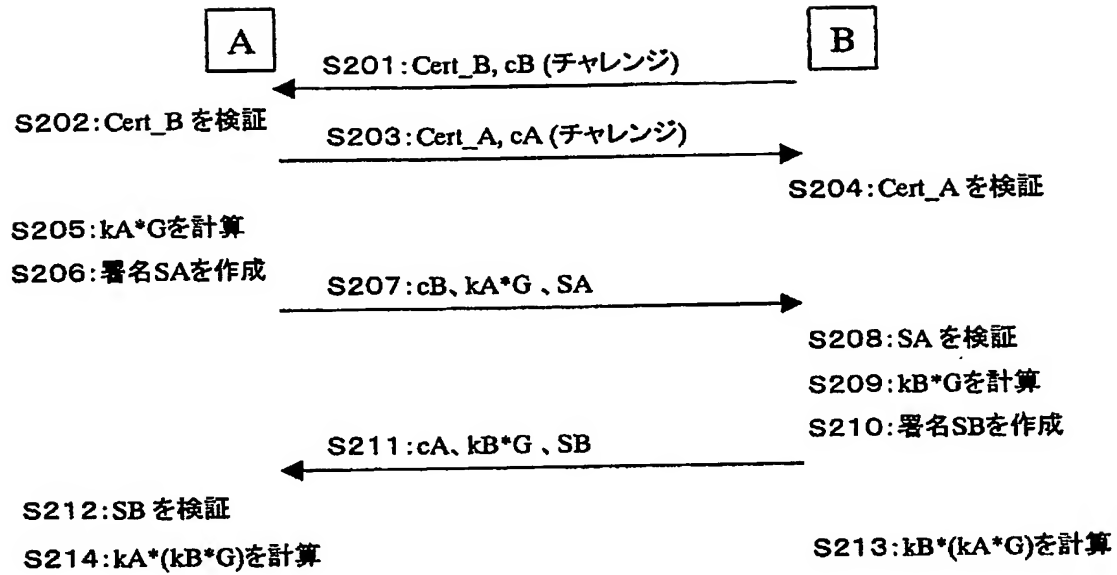 A
B
S201:Cert_B, cB (チャレンジ)
S202:Cert_B を検証
S203:Cert_A, cA (チャレンジ)
S204:Cert_A を検証
S205:kA*Gを計算
S206:署名SAを作成
S207:cB、kA*G 、SA
S208:SA を検証
S209:kB*Gを計算
S210:署名SBを作成
S211:cA、kB*G 、SB
S212:SB を検証
S214:kA*(kB*G)を計算
S213:kB*(kA*G)を計算